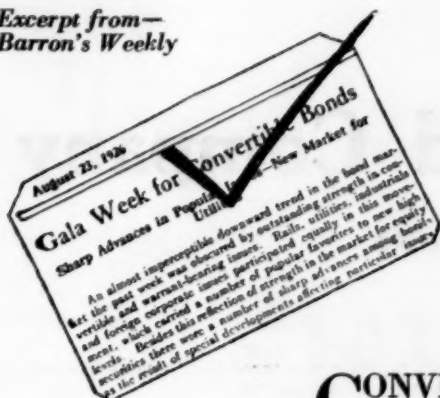 Excerpt from—
Barron's Weekly
August 23, 1926
Gala Week for Convertible Bonds
Sharp Advances in Popular Issues—New Market for
Utilities
An almost imperceptible downward trend in the bond mar-
ket the past week was obscured by outstanding strength in con-
vertible and warrant-bearing issues. Rails, utilities, industrials
and foreign corporate issues participated equally in this move-
ment, which carried a number of popular favorites to new high
levels. Besides this reflection of strength in the market for equity
securities there were a number of sharp advances among bonds,
as the result of special developments affecting particular issues
CONVE